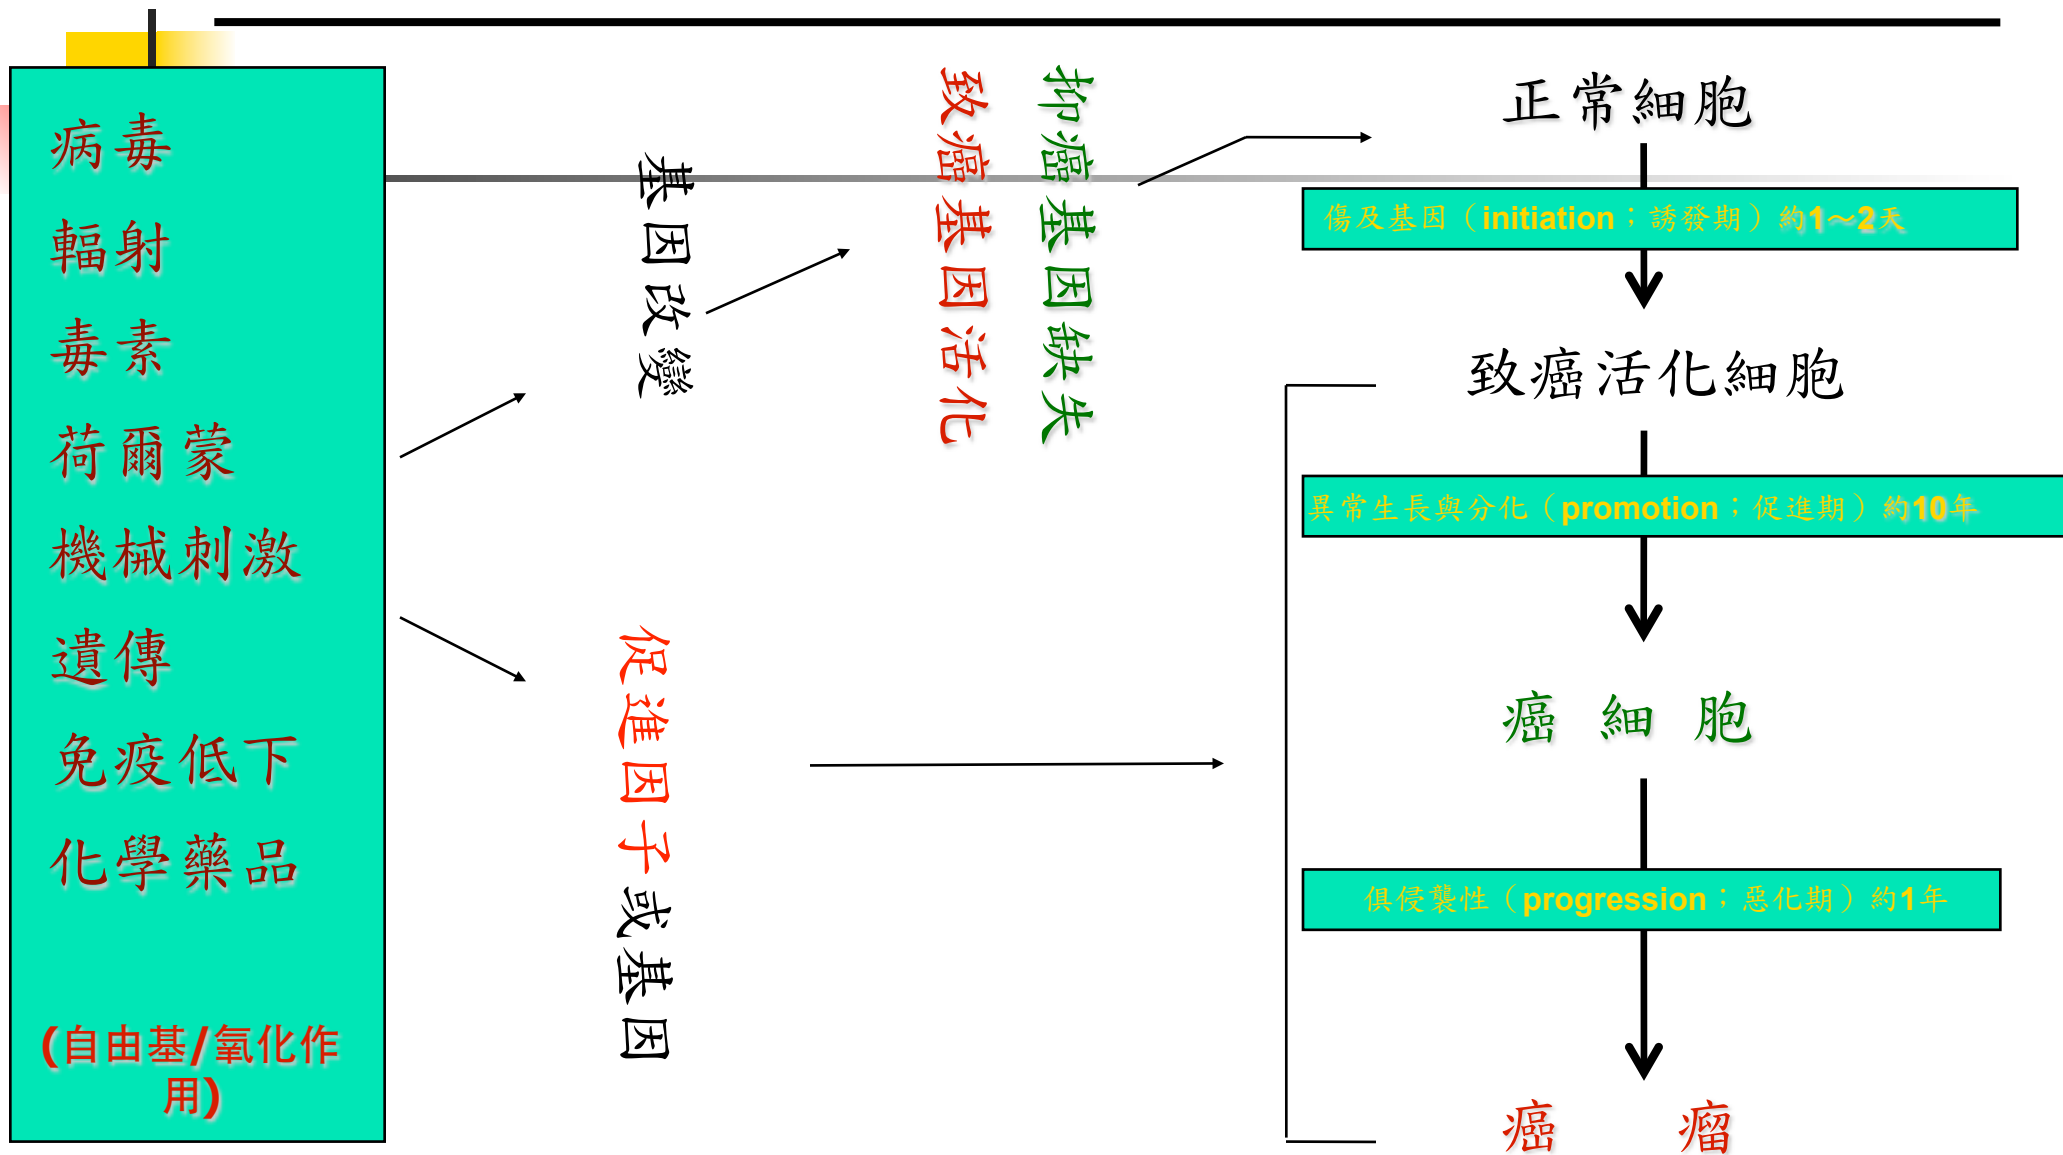 病毒
輻射
毒素
荷爾蒙
機械刺激
遺傳
免疫低下
化學藥品
(自由基/氧化作
用)
基因改變
促進因子或基因
致癌基因活化
抑癌基因缺失
正常細胞
傷及基因（initiation；誘發期）約1～2天
致癌活化細胞
異常生長與分化（promotion；促進期）約10年
癌 細 胞
俱侵襲性（progression；惡化期）約1年
癌 瘤